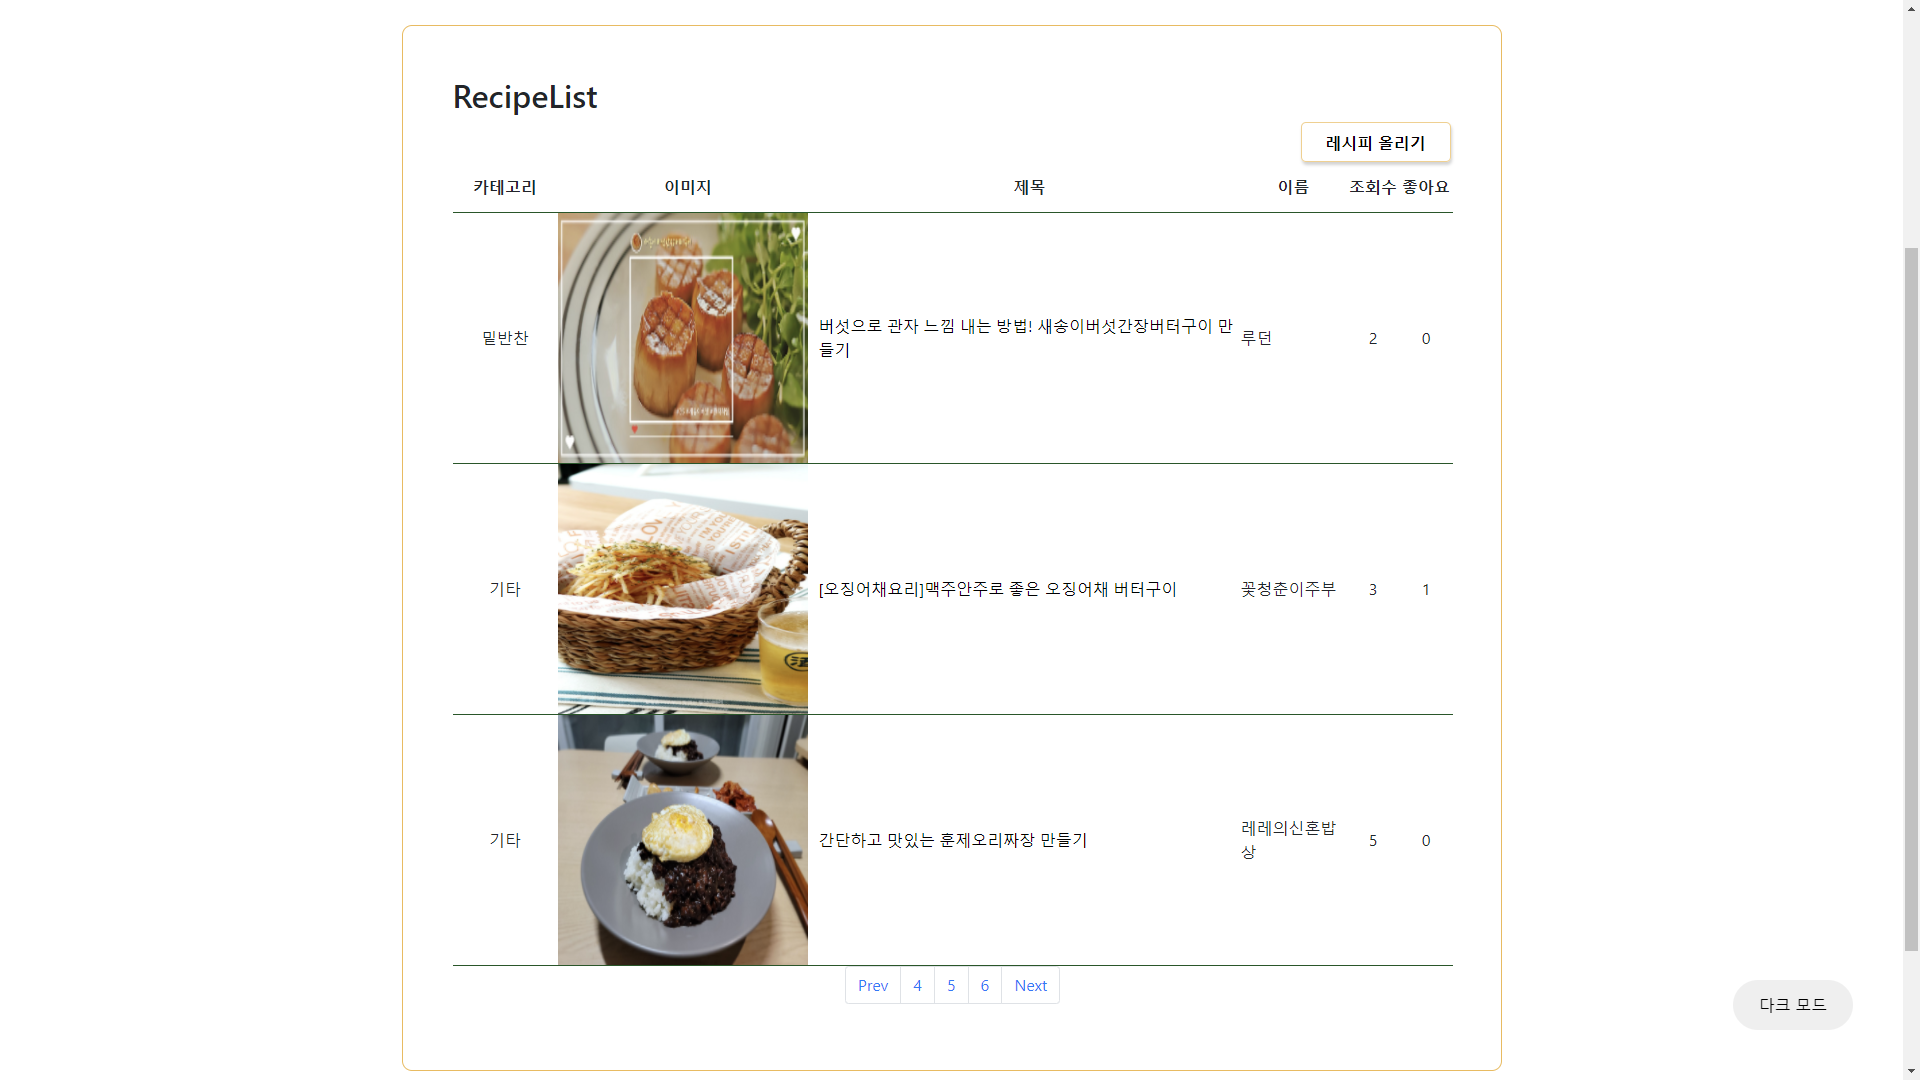 RecipeList
레시피 올리기
카테고리 이미지 제목 이름 조회수 좋아요
밑반찬 버섯으로 관자 느낌 내는 방법! 새송이버섯간장버터구이 만
들기 루던 2 0
기타 [오징어채요리]맥주안주로 좋은 오징어채 버터구이 꽃청춘이주부 3 1
기타 간단하고 맛있는 훈제오리짜장 만들기 레레의신혼밥
상 5 0
Prev 4 5 6 Next
다크 모드